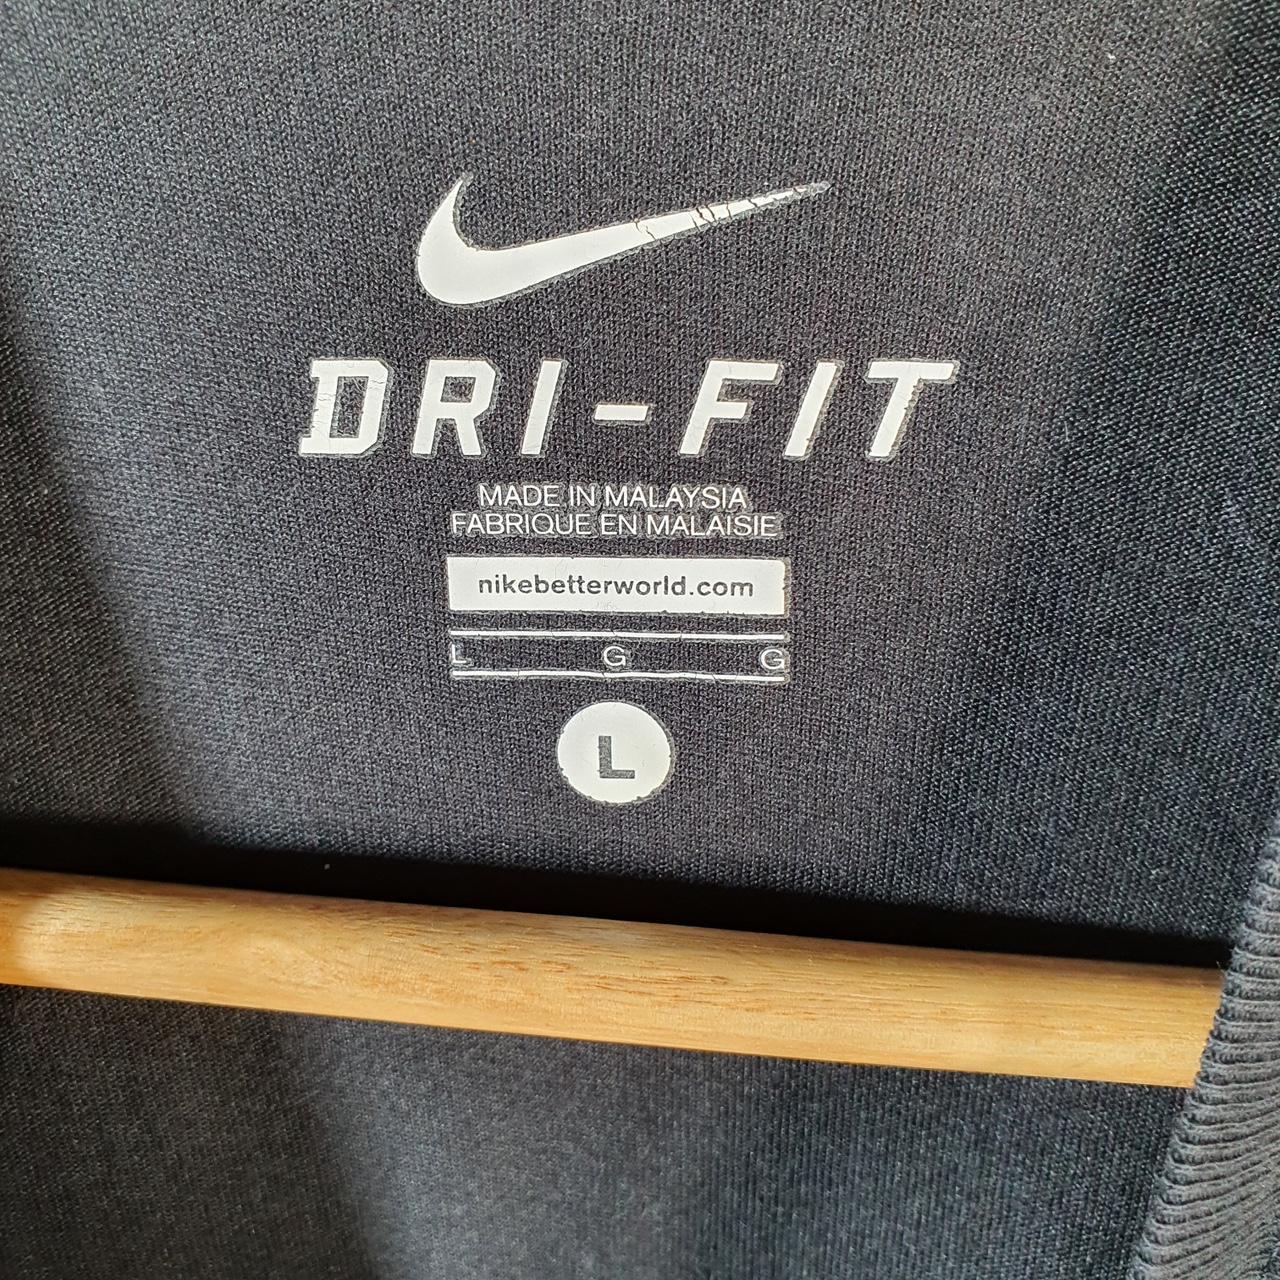 DRI-FIT
MADE IN MALAYSIA
FABRIQUE EN MALAISIE
nikebetterworld.com
L G G
L